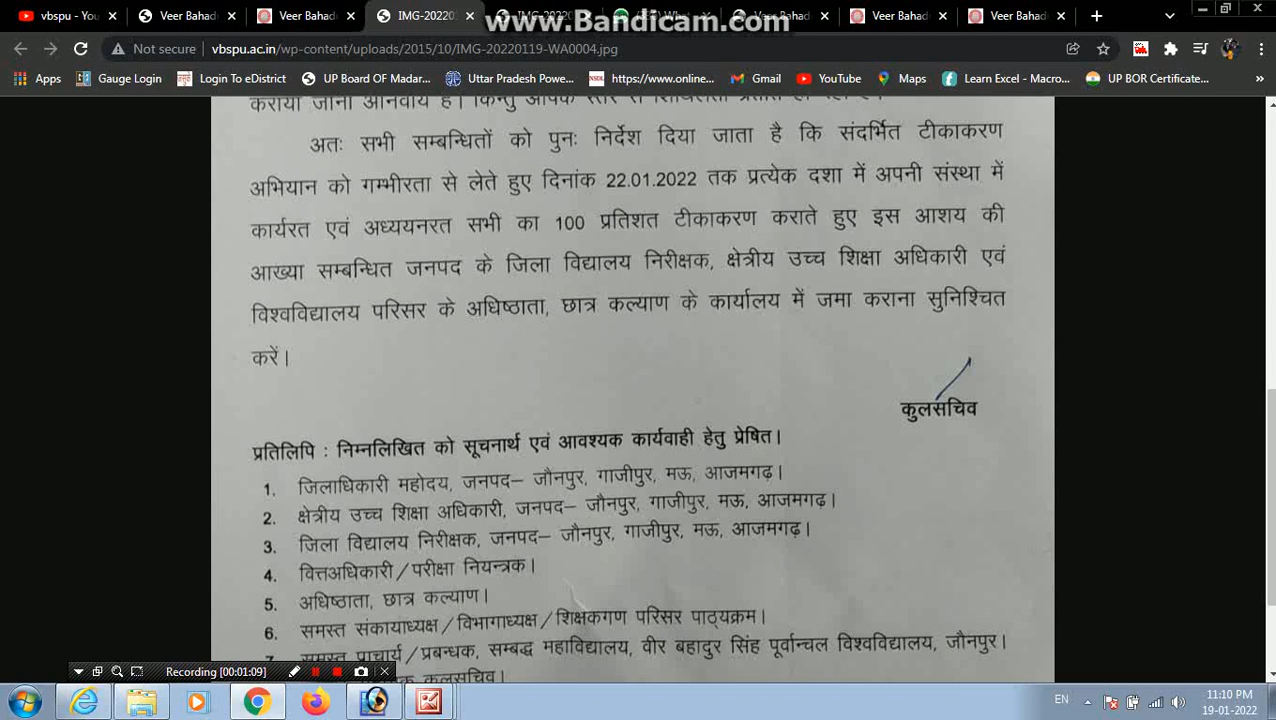 vbspu - You
Veer Bahad
Veer Bahad
IMG-20220
IMG-2022
Wha
Veer Bahad
Veer Bahad
Veer Bahad
www.Bandicam.com
Not secure | vbspu.ac.in/wp-content/uploads/2015/10/IMG-20220119-WA0004.jpg
Apps Gauge Login Login To eDistrict UP Board OF Madar... Uttar Pradesh Powe... https://www.online... Gmail YouTube Maps Learn Excel - Macro... UP BOR Certificate... »
अतः सभी सम्बन्धितों को पुनः निर्देश दिया जाता है कि संदर्भित टीकाकरण
अभियान को गम्भीरता से लेते हुए दिनांक 22.01.2022 तक प्रत्येक दशा में अपनी संस्था में
कार्यरत एवं अध्ययनरत सभी का 100 प्रतिशत टीकाकरण कराते हुए इस आशय की
आख्या सम्बन्धित जनपद के जिला विद्यालय निरीक्षक, क्षेत्रीय उच्च शिक्षा अधिकारी एवं
विश्वविद्यालय परिसर के अधिष्ठाता, छात्र कल्याण के कार्यालय में जमा कराना सुनिश्चित
करें।
कुलसचिव
प्रतिलिपि : निम्नलिखित को सूचनार्थ एवं आवश्यक कार्यवाही हेतु प्रेषित।
1. जिलाधिकारी महोदय, जनपद– जौनपुर, गाजीपुर, मऊ, आजमगढ़।
2. क्षेत्रीय उच्च शिक्षा अधिकारी, जनपद– जौनपुर, गाजीपुर, मऊ, आजमगढ़।
3. जिला विद्यालय निरीक्षक, जनपद– जौनपुर, गाजीपुर, मऊ, आजमगढ़।
4. वित्तअधिकारी/परीक्षा नियन्त्रक।
5. अधिष्ठाता, छात्र कल्याण।
6. समस्त संकायाध्यक्ष/विभागाध्यक्ष/शिक्षकगण परिसर पाठ्यक्रम।
7. समस्त प्राचार्य/प्रबन्धक, सम्बद्ध महाविद्यालय, वीर बहादुर सिंह पूर्वान्चल विश्वविद्यालय, जौनपुर।
कुलसचिव।
Recording [00:01:09]
EN
11:10 PM
19-01-2022